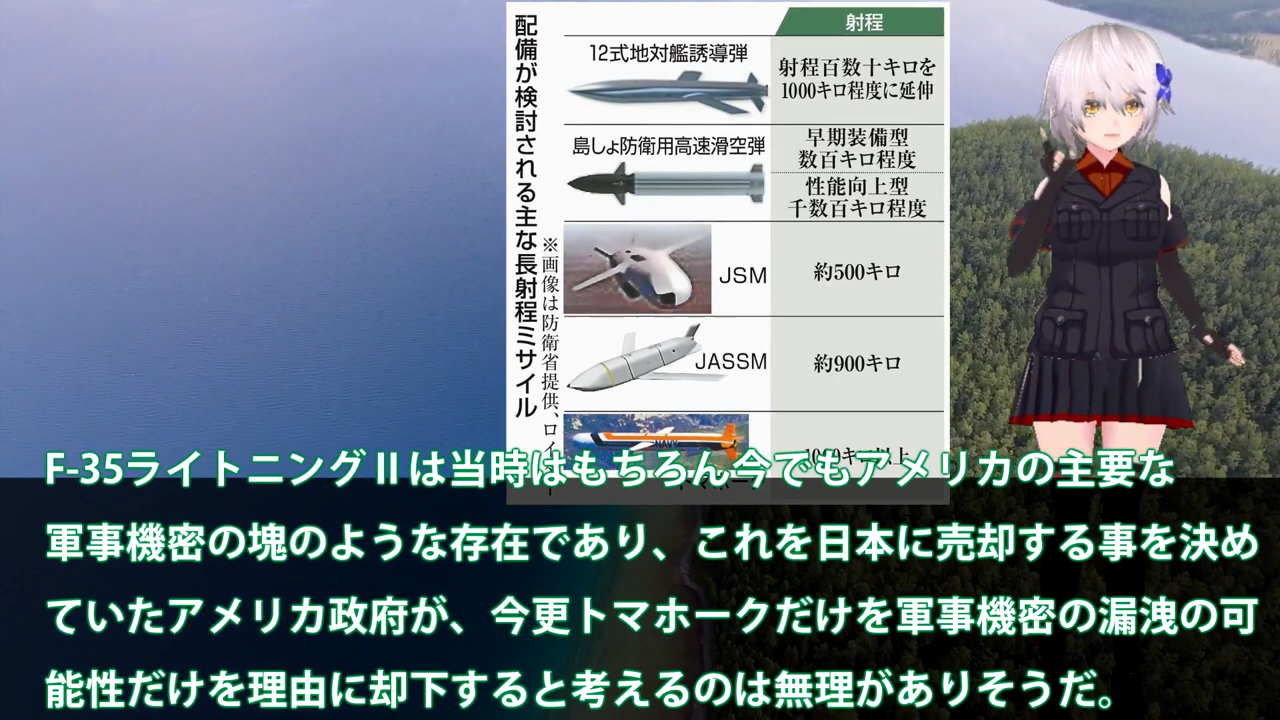 配備が検討される主な長射程ミサイル
※画像は防衛省提供、ロイ
射程
12式地対艦誘導弾
射程百数十キロを
1000キロ程度に延伸
島しょ防衛用高速滑空弾
早期装備型
数百キロ程度
性能向上型
千数百キロ程度
JSM
約500キロ
JASSM
約900キロ
F-35ライトニングⅡは当時はもちろん今でもアメリカの主要な
軍事機密の塊のような存在であり、これを日本に売却する事を決め
ていたアメリカ政府が、今更トマホークだけを軍事機密の漏洩の可
能性だけを理由に却下すると考えるのは無理がありそうだ。